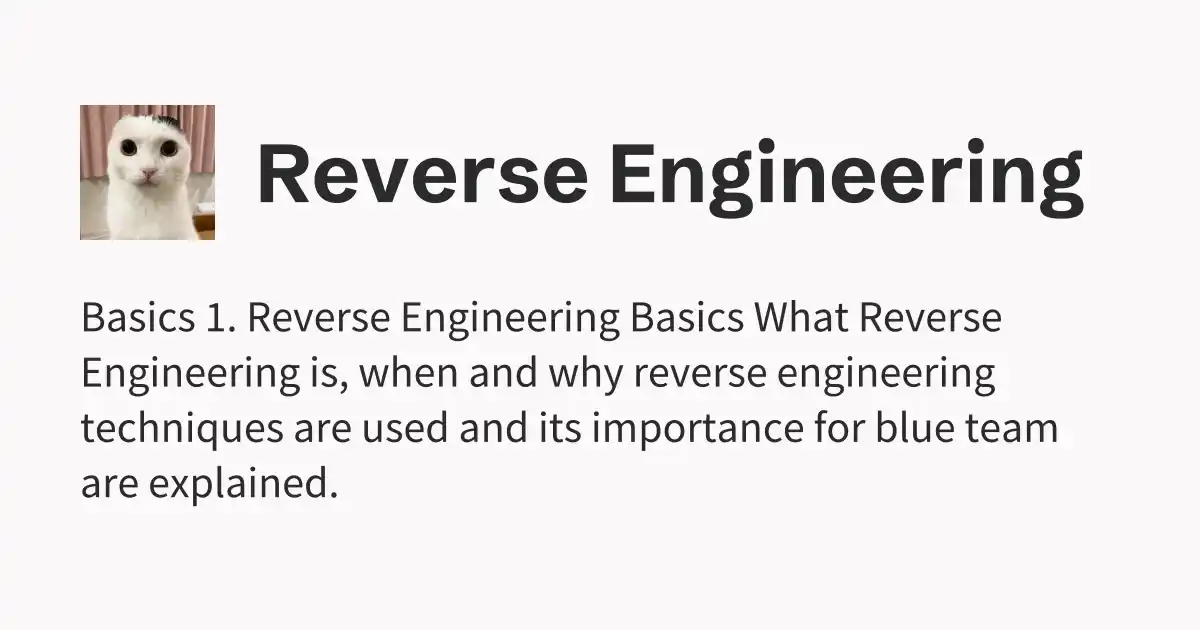 Reverse Engineering
Basics 1. Reverse Engineering Basics What Reverse
Engineering is, when and why reverse engineering
techniques are used and its importance for blue team
are explained.